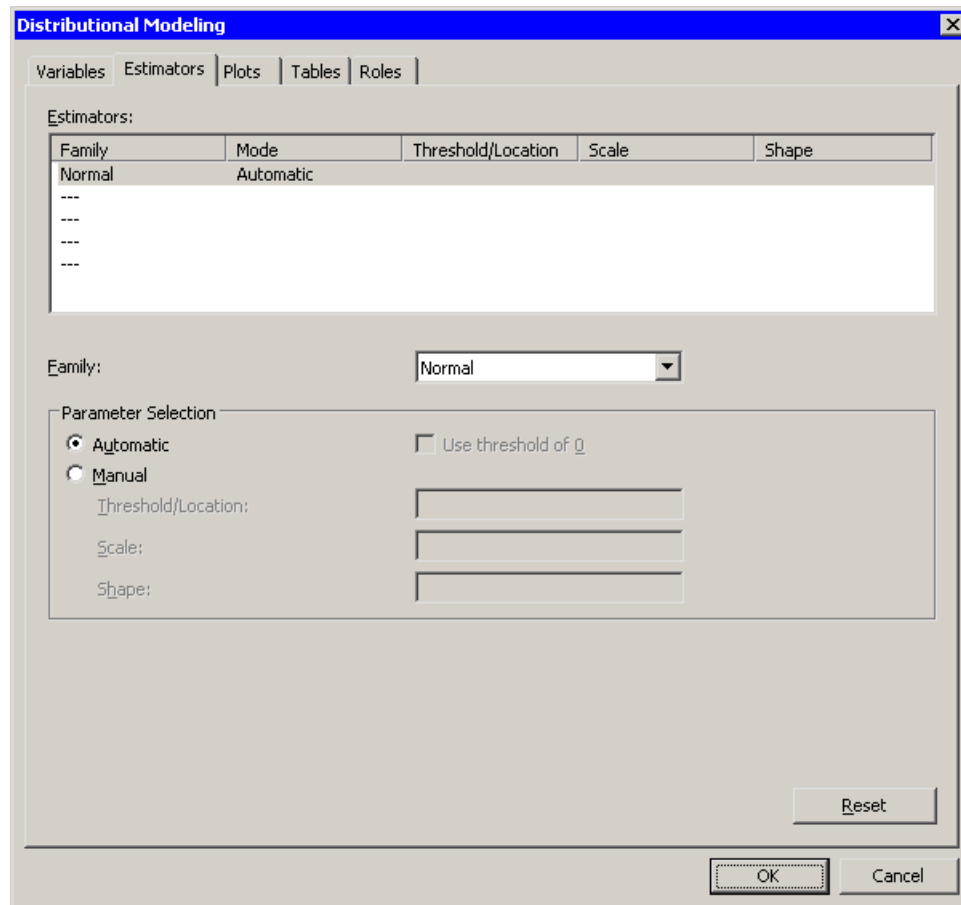 Distributional Modeling
Variables Estimators Plots Tables Roles
Estimators:
Family Mode Threshold/Location Scale Shape
Normal Automatic
---
---
---
---
Family: Normal
Parameter Selection
Automatic Use threshold of 0
Manual
Threshold/Location:
Scale:
Shape:
Reset
OK Cancel